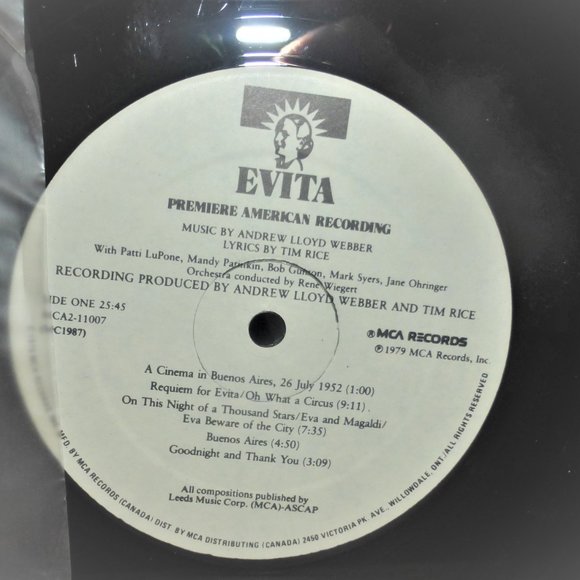 EVITA
PREMIERE AMERICAN RECORDING
MUSIC BY ANDREW LLOYD WEBBER
LYRICS BY TIM RICE
With Patti LuPone, Mandy Patinkin, Bob Gunton, Mark Syers, Jane Ohringer
Orchestra conducted by René Wiegert
RECORDING PRODUCED BY ANDREW LLOYD WEBBER AND TIM RICE
IDE ONE 25:45
CA2-11007
C1987)
® MCA RECORDS
℗ 1979 MCA Records, Inc.
A Cinema in Buenos Aires, 26 July 1952 (1:00)
Requiem for Evita/Oh What a Circus (9:11)
On This Night of a Thousand Stars/Eva and Magaldi/
Eva Beware of the City (7:35)
Buenos Aires (4:50)
Goodnight and Thank You (3:09)
All compositions published by
Leeds Music Corp. (MCA)-ASCAP
MFD. BY MCA RECORDS (CANADA) DIST. BY MCA DISTRIBUTING (CANADA) 2450 VICTORIA PK. AVE., WILLOWDALE, ONT./ALL RIGHTS RESERVED.